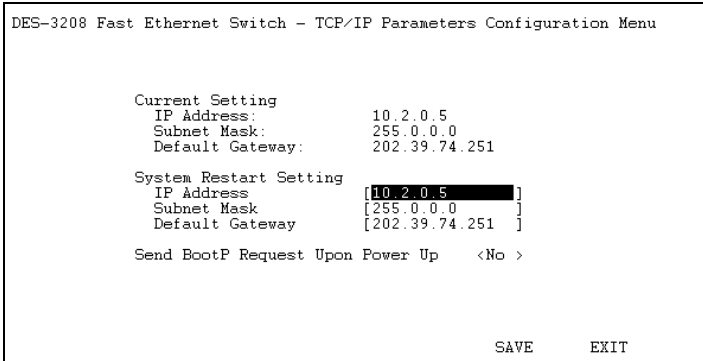 DES-3208 Fast Ethernet Switch - TCP/IP Parameters Configuration Menu
Current Setting
IP Address: 10.2.0.5
Subnet Mask: 255.0.0.0
Default Gateway: 202.39.74.251
System Restart Setting
IP Address [10.2.0.5 ]
Subnet Mask [255.0.0.0 ]
Default Gateway [202.39.74.251 ]
Send BootP Request Upon Power Up <No >
SAVE EXIT